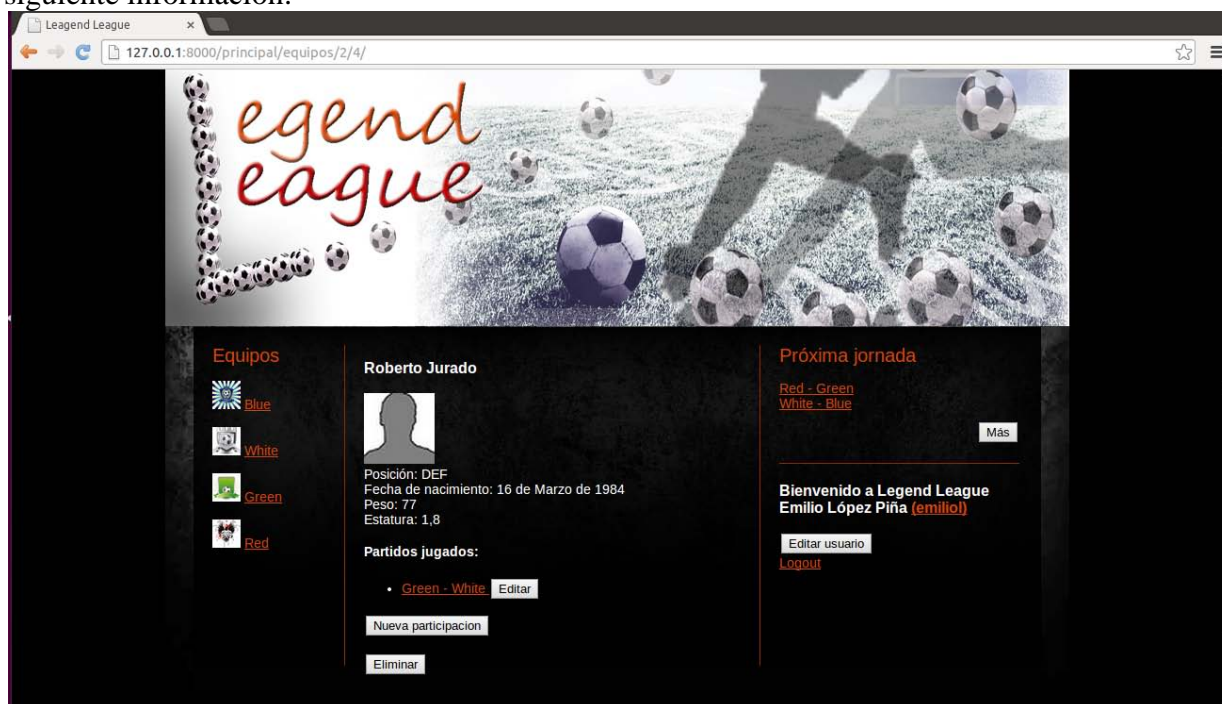 siguiente información:
Leagend League
127.0.0.1:8000/principal/equipos/2/4/
egend
eague
Equipos
Blue
White
Green
Red
Roberto Jurado
Posición: DEF
Fecha de nacimiento: 16 de Marzo de 1984
Peso: 77
Estatura: 1,8
Partidos jugados:
• Green - White Editar
Nueva participacion
Eliminar
Próxima jornada
Red - Green
White - Blue
Más
Bienvenido a Legend League
Emilio López Piña (emiliol)
Editar usuario
Logout